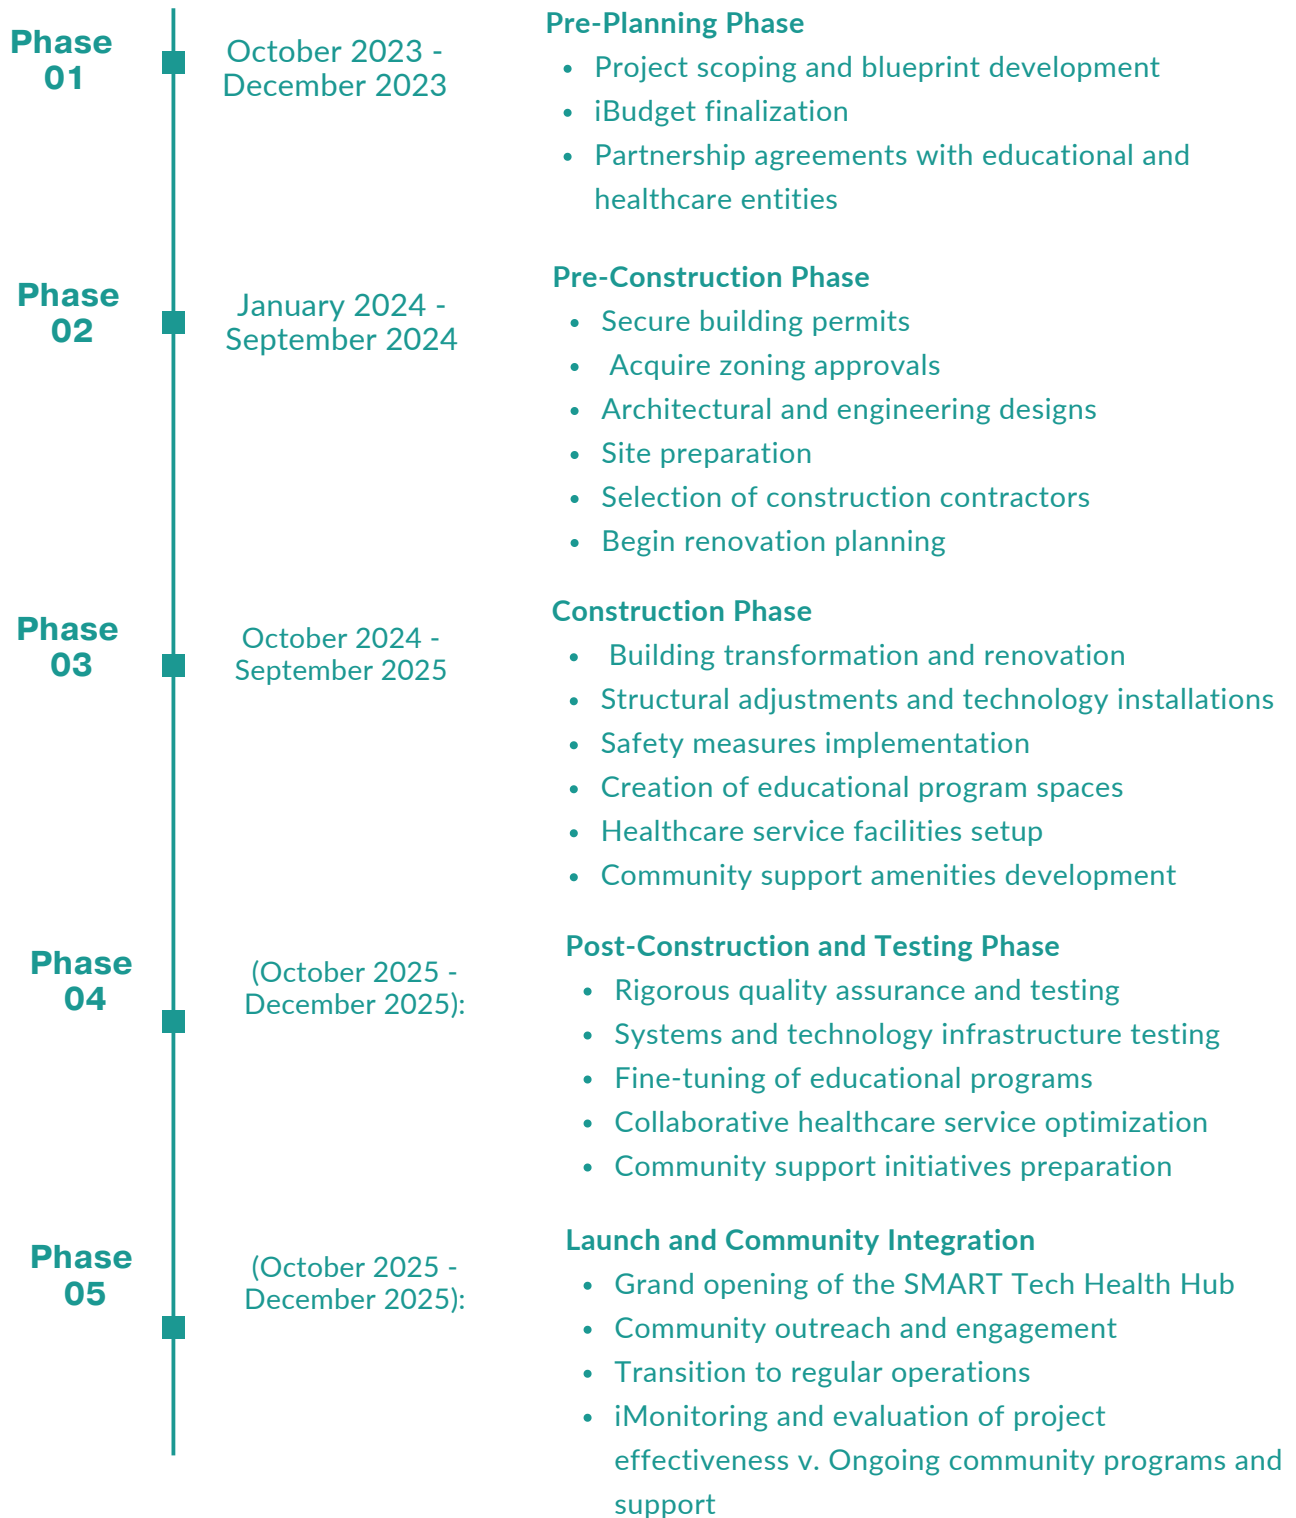 Phase
01
October 2023 -
December 2023
Pre-Planning Phase
• Project scoping and blueprint development
• iBudget finalization
• Partnership agreements with educational and
healthcare entities
Phase
02
January 2024 -
September 2024
Pre-Construction Phase
• Secure building permits
• Acquire zoning approvals
• Architectural and engineering designs
• Site preparation
• Selection of construction contractors
• Begin renovation planning
Phase
03
October 2024 -
September 2025
Construction Phase
• Building transformation and renovation
• Structural adjustments and technology installations
• Safety measures implementation
• Creation of educational program spaces
• Healthcare service facilities setup
• Community support amenities development
Phase
04
(October 2025 -
December 2025):
Post-Construction and Testing Phase
• Rigorous quality assurance and testing
• Systems and technology infrastructure testing
• Fine-tuning of educational programs
• Collaborative healthcare service optimization
• Community support initiatives preparation
Phase
05
(October 2025 -
December 2025):
Launch and Community Integration
• Grand opening of the SMART Tech Health Hub
• Community outreach and engagement
• Transition to regular operations
• iMonitoring and evaluation of project
effectiveness v. Ongoing community programs and
support